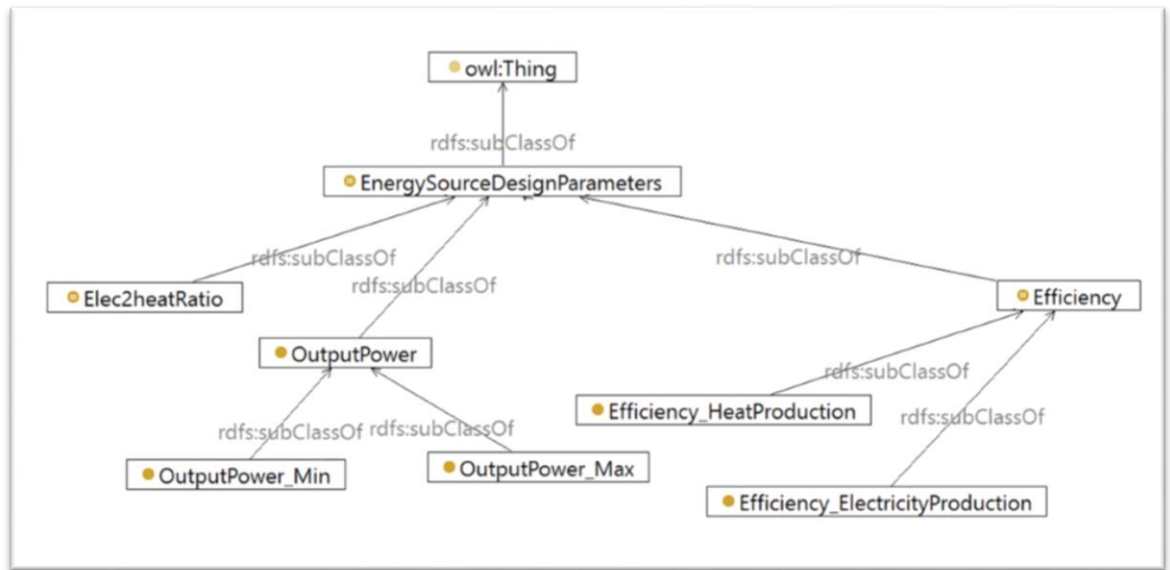 owl:Thing
rdfs:subClassOf
EnergySourceDesignParameters
rdfs:subClassOf
rdfs:subClassOf
rdfs:subClassOf
Elec2heatRatio
Efficiency
OutputPower
rdfs:subClassOf
Efficiency_HeatProduction
rdfs:subClassOf
rdfs:subClassOf
rdfs:subClassOf
OutputPower_Min
OutputPower_Max
Efficiency_ElectricityProduction